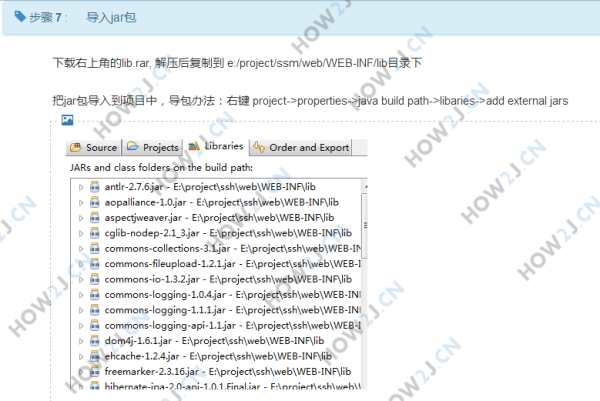 步骤 7 : 导入jar包
下载右上角的lib.rar, 解压后复制到 e:/project/ssm/web/WEB-INF/lib目录下
把jar包导入到项目中，导包办法：右键 project->properties->java build path->libaries->add external jars
Source Projects Libraries Order and Export
JARs and class folders on the build path:
antlr-2.7.6.jar - E:\project\ssh\web\WEB-INF\lib
aopalliance-1.0.jar - E:\project\ssh\web\WEB-INF\lib
aspectjweaver.jar - E:\project\ssh\web\WEB-INF\lib
cglib-nodep-2.1_3.jar - E:\project\ssh\web\WEB-INF\lib
commons-collections-3.1.jar - E:\project\ssh\web\WEB-INF\l
commons-fileupload-1.2.1.jar - E:\project\ssh\web\WEB-INF
commons-io-1.3.2.jar - E:\project\ssh\web\WEB-INF\lib
commons-logging-1.0.4.jar - E:\project\ssh\web\WEB-INF
commons-logging-1.1.1.jar - E:\project\ssh\web\WEB-INF
commons-logging-api-1.1.jar - E:\project\ssh\web\WEB-I
dom4j-1.6.1.jar - E:\project\ssh\web\WEB-INF\lib
ehcache-1.2.4.jar - E:\project\ssh\web\WEB-INF\lib
freemarker-2.3.16.jar - E:\project\ssh\web\WEB-INF\lib
hibernate-jpa-2.0-api-1.0.1.Final.jar - E:\project\ssh\web\
HOW2J.CN
HOW2J.CN
HOW2J.CN
HOW2J.CN
HOW2J.CN
HOW2J.CN
HOW2J.CN
HOW2J.CN
HOW2J.CN
HOW2J.CN
HOW2J.CN